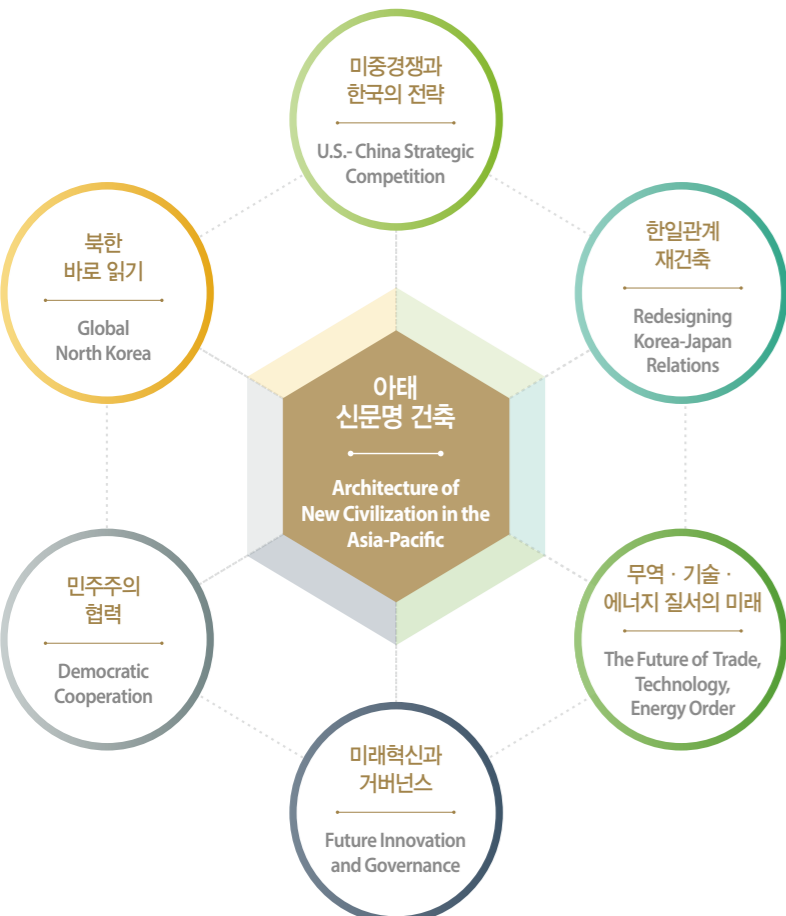 미중경쟁과
한국의 전략
U.S.- China Strategic
Competition
북한
바로 읽기
Global
North Korea
한일관계
재건축
Redesigning
Korea-Japan
Relations
아태
신문명 건축
Architecture of
New Civilization in the
Asia-Pacific
민주주의
협력
Democratic
Cooperation
무역 · 기술 ·
에너지 질서의 미래
The Future of Trade,
Technology,
Energy Order
미래혁신과
거버넌스
Future Innovation
and Governance